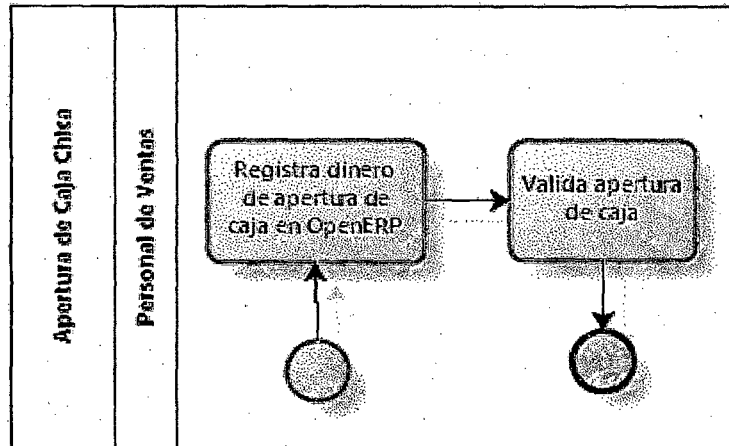 Apertura de Caja Chica
Personal de Ventas
Registra dinero
de apertura de
caja en OpenERP
Valida apertura
de caja